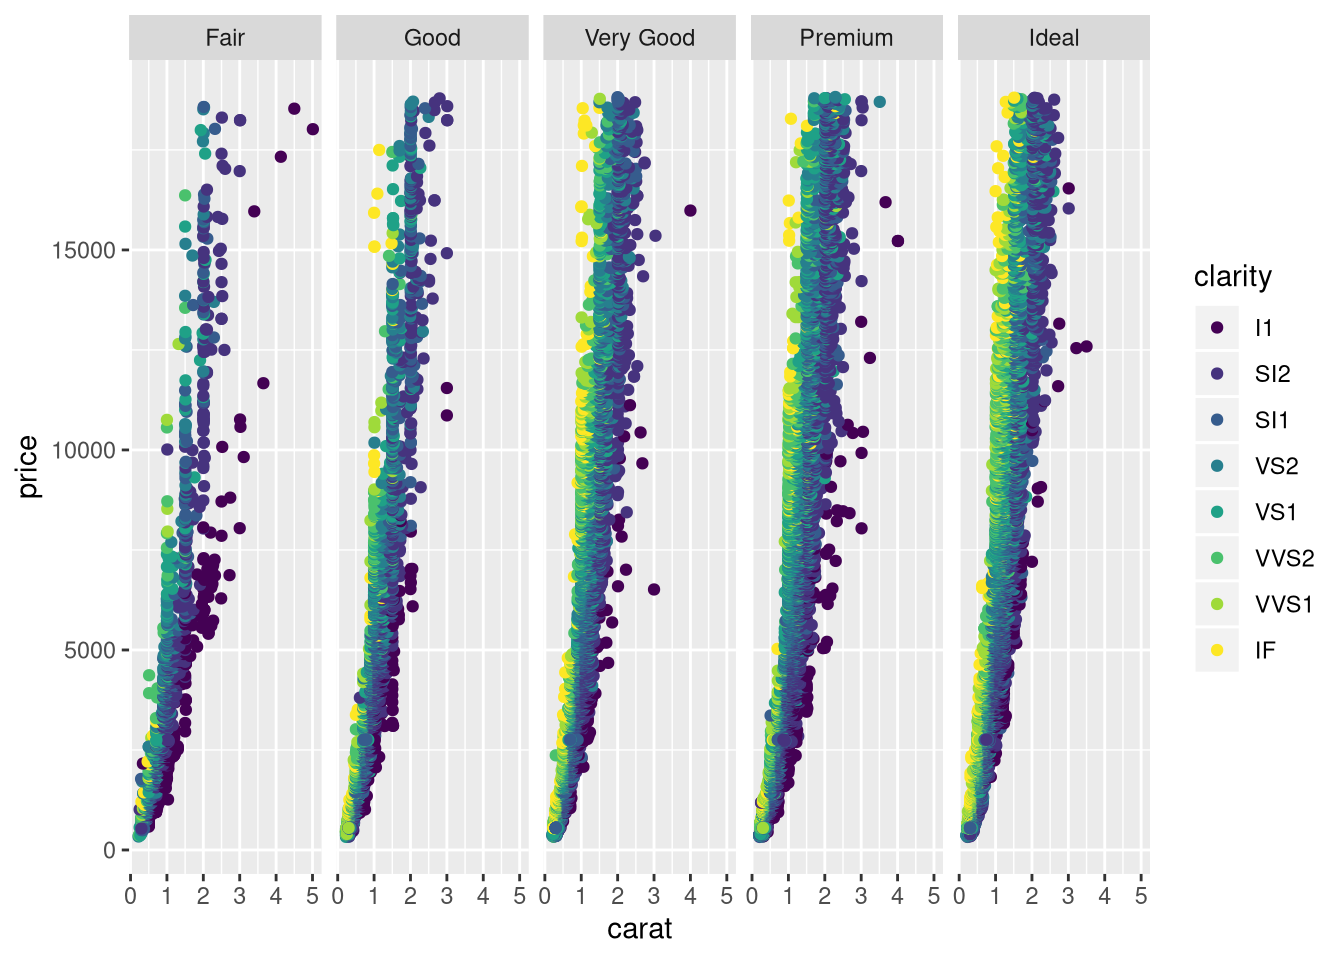 Fair Good Very Good Premium Ideal
15000
10000
5000
0
price
0 1 2 3 4 5 0 1 2 3 4 5 0 1 2 3 4 5 0 1 2 3 4 5 0 1 2 3 4 5
carat
clarity
I1
SI2
SI1
VS2
VS1
VVS2
VVS1
IF